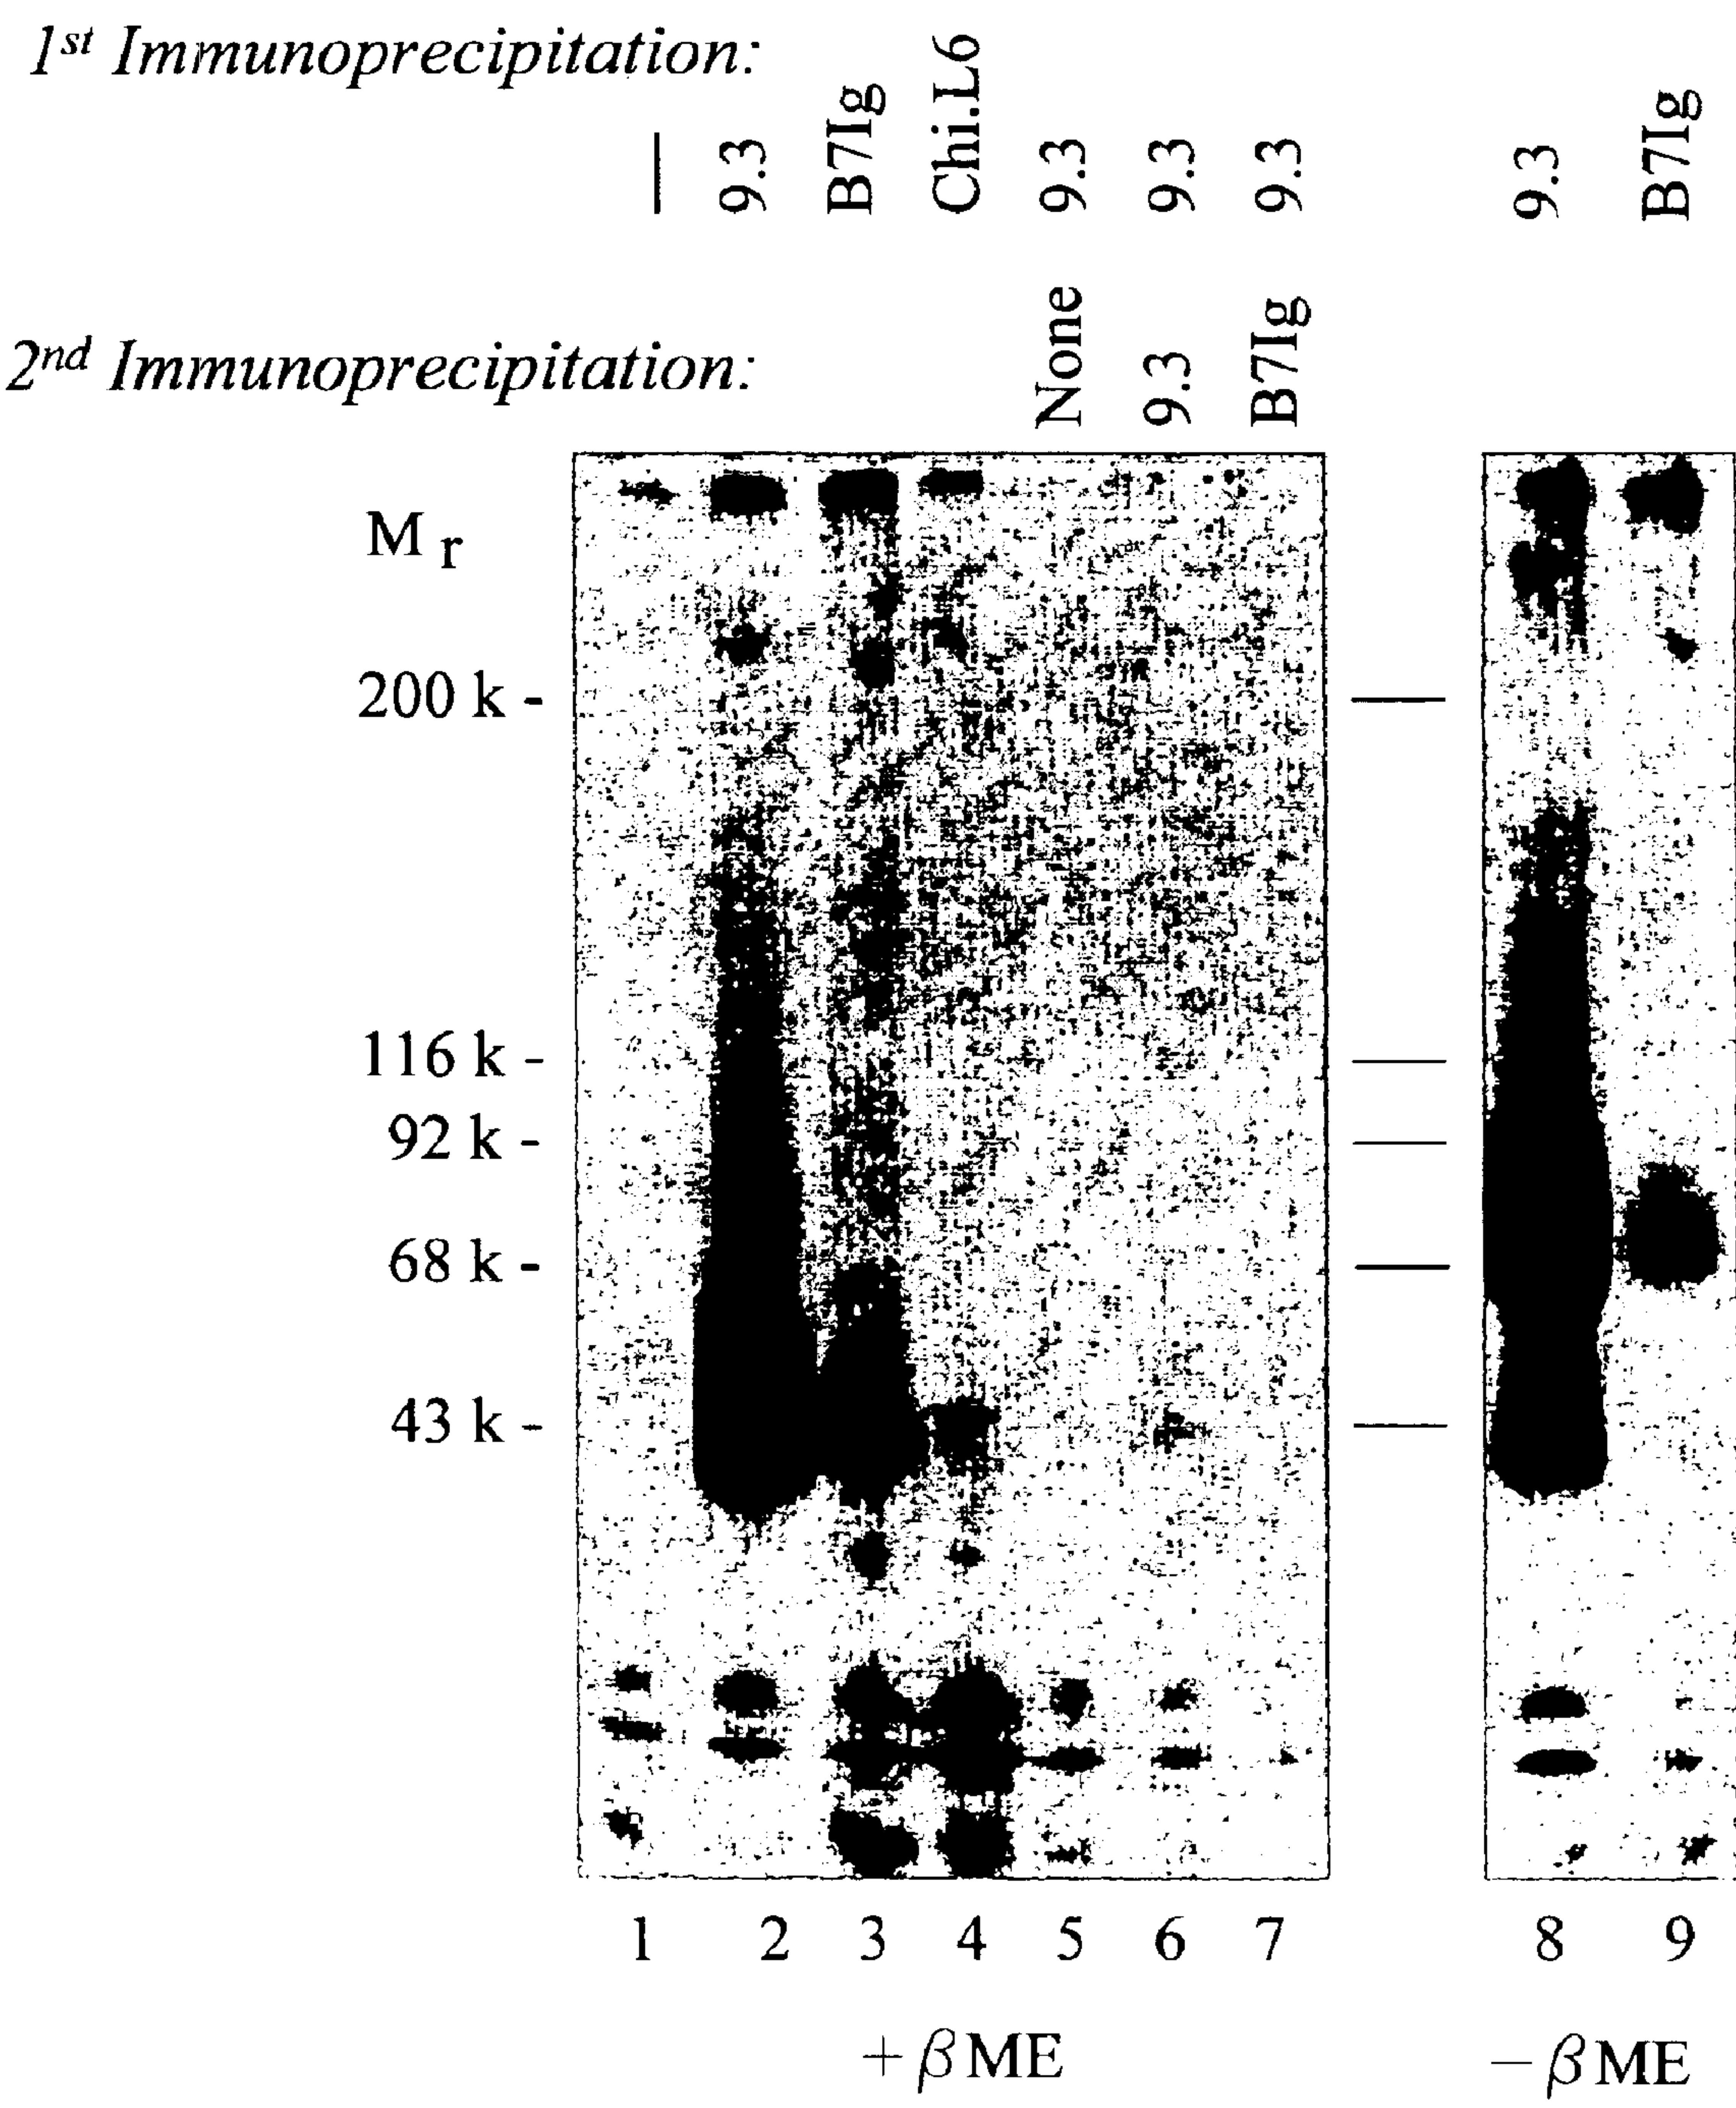 1st Immunoprecipitation:
— 9.3 B7Ig Chi.L6 9.3 9.3 9.3 9.3 B7Ig
2nd Immunoprecipitation:
None 9.3 B7Ig
Mr
200 k -
116 k -
92 k -
68 k -
43 k -
1 2 3 4 5 6 7 8 9
+ βME - βME